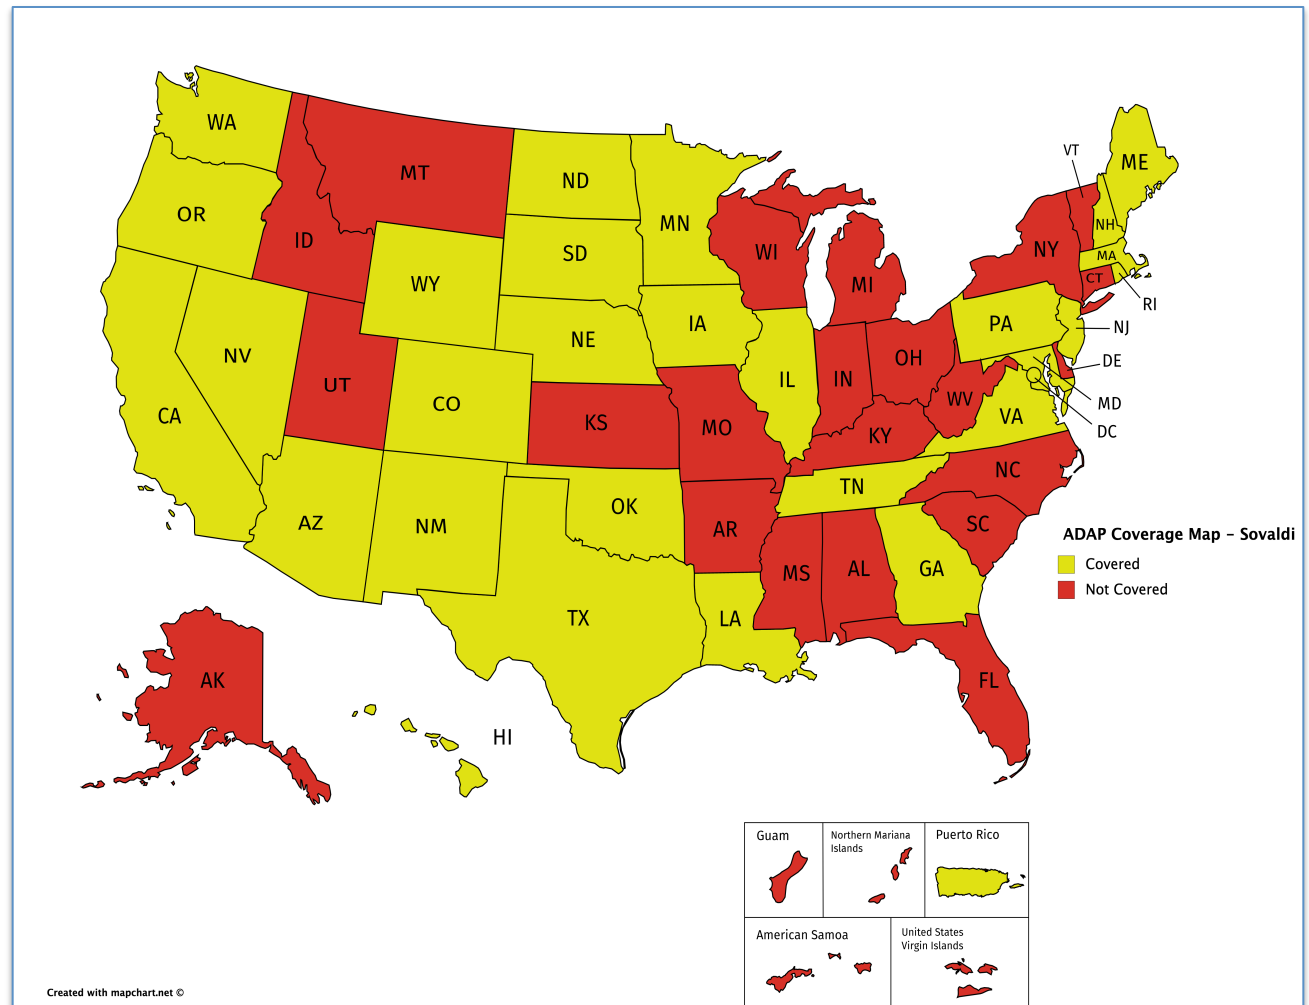 WA
VT
ME
MT
ND
OR
MN
NH
ID
SD
WI
NY
MA
WY
MI
CT
RI
IA
PA
NJ
NE
NV
OH
DE
UT
IL
IN
CO
WV
MD
CA
KS
MO
VA
KY
DC
NC
TN
OK
AZ
NM
AR
SC
ADAP Coverage Map – Sovaldi
Covered
Not Covered
MS
AL
GA
TX
LA
AK
FL
HI
Guam
Northern Mariana
Islands
Puerto Rico
American Samoa
United States
Virgin Islands
Created with mapchart.net ©